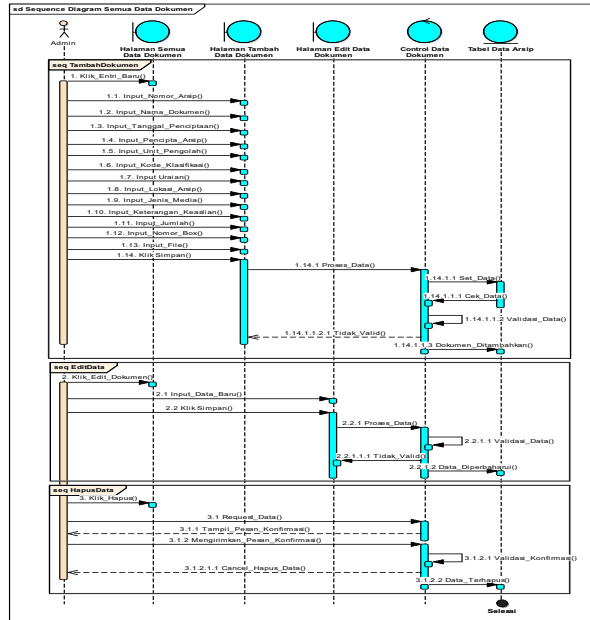 sd Sequence Diagram Semua Data Dokumen
Admin
Halaman Semua
Data Dokumen
Halaman Tambah
Data Dokumen
Halaman Edit Data
Dokumen
Control Data
Dokumen
Tabel Data Arsip
seq TambahDokumen
1. Klik_Entri_Baru()
1.1. Input_Nomor_Arsip()
1.2. Input_Nama_Dokumen()
1.3. Input_Tanggal_Penciptaan()
1.4. Input_Pencipta_Arsip()
1.5. Input_Unit_Pengolah()
1.6. Input_Kode_Klasifikasi()
1.7. Input Uraian()
1.8. Input_Lokasi_Arsip()
1.9. Input_Jenis_Media()
1.10. Input_Keterangan_Keaslian()
1.11. Input_Jumlah()
1.12. Input_Nomor_Box()
1.13. Input_File()
1.14. Klik Simpan()
1.14.1 Proses_Data()
1.14.1.1 Set_Data()
1.14.1.1.1 Cek_Data()
1.14.1.1.2 Validasi_Data()
1.14.1.1.2.1 Tidak_Valid()
1.14.1.1.3 Dokumen_Ditambahkan()
seq EditData
2. Klik_Edit_Dokumen()
2.1 Input_Data_Baru()
2.2 Klik Simpan()
2.2.1 Proses_Data()
2.2.1.1 Validasi_Data()
2.2.1.1.1 Tidak_Valid()
2.2.1.2 Data_Diperbaharui()
seq HapusData
3. Klik_Hapus()
3.1 Request_Data()
3.1.1 Tampil_Pesan_Konfirmasi()
3.1.2 Mengirimkan_Pesan_Konfirmasi()
3.1.2.1 Validasi_Konfirmasi()
3.1.2.1.1 Cancel_Hapus_Data()
3.1.2.2 Data_Terhapus()
Selesai